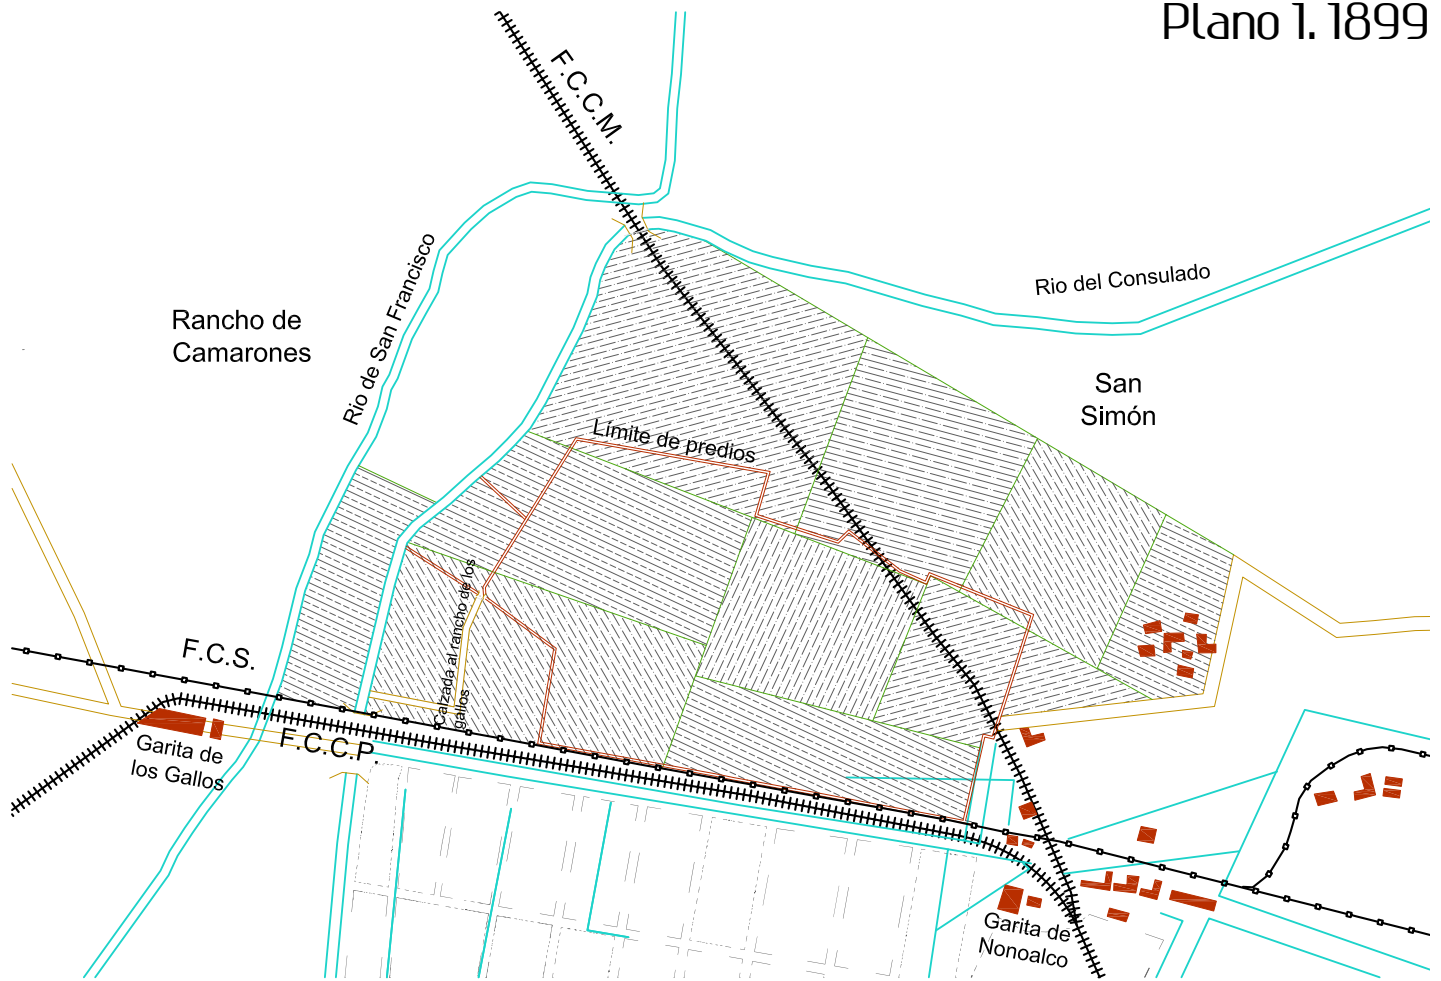 Plano 1. 1899
F.C.C.M.
Rio de San Francisco
Rio del Consulado
Rancho de
Camarones
San
Simón
Límite de predios
Calzada al rancho de los
gallos
F.C.S.
F.C.C.P.
Garita de
los Gallos
Garita de
Nonoalco